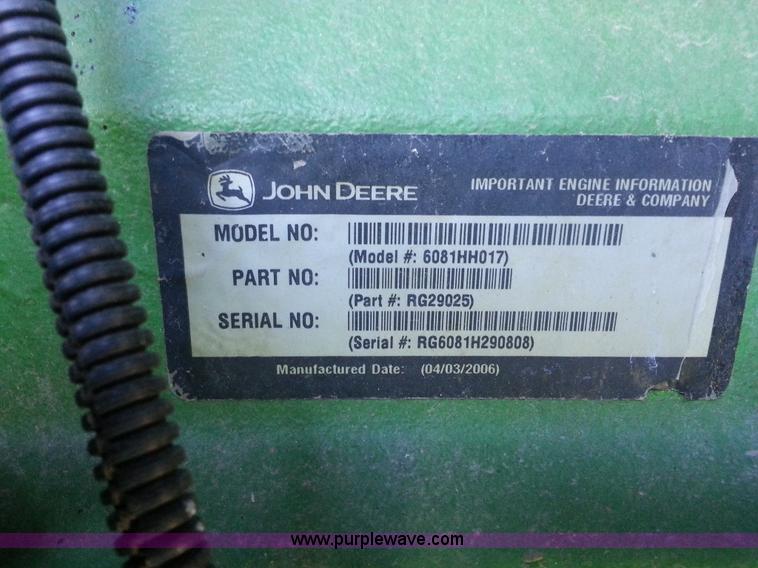 JOHN DEERE
IMPORTANT ENGINE INFORMATION
DEERE & COMPANY
MODEL NO:
(Model #: 6081HH017)
PART NO:
(Part #: RG29025)
SERIAL NO:
(Serial #: RG6081H290808)
Manufactured Date: (04/03/2006)
www.purplewave.com